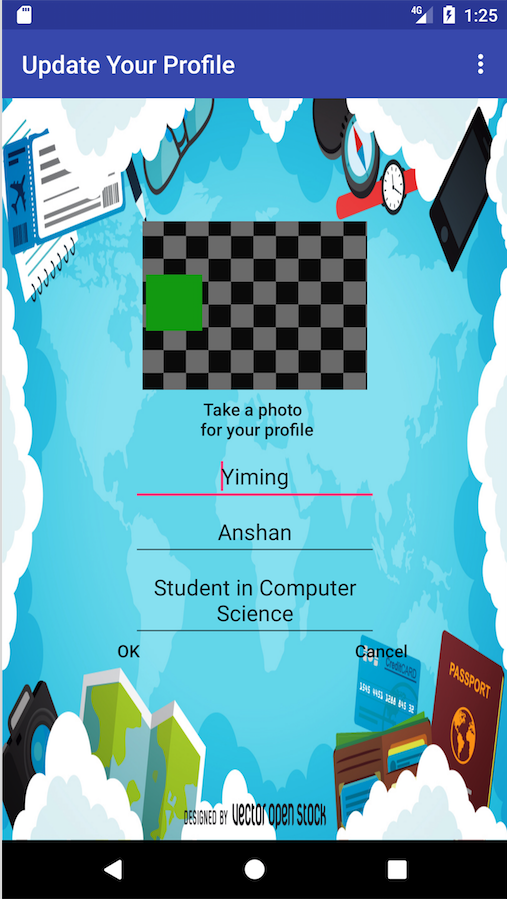 4G 1:25
Update Your Profile
Take a photo
for your profile
Yiming
Anshan
Student in Computer
Science
OK Cancel
CreditCARD
PASSPORT
DESIGNED BY vector open stock